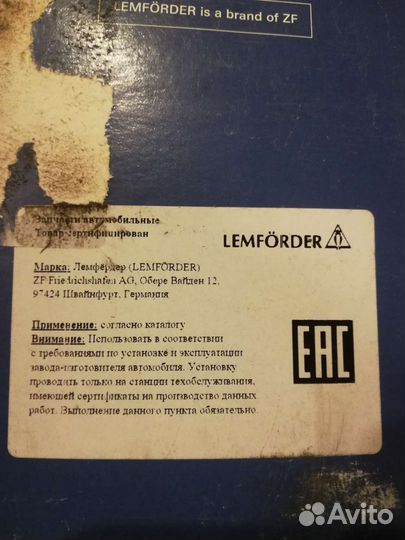 LEMFÖRDER is a brand of ZF
Запчасти автомобильные
Товар сертифицирован
LEMFÖRDER
Марка: Лемфёрдер (LEMFÖRDER)
ZF Friedrichshafen AG, Обере Вайден 12,
97424 Швайнфурт, Германия
Применение: согласно каталогу
Внимание: Использовать в соответствии
с требованиями по установке и эксплуатации
завода-изготовителя автомобиля. Установку
проводить только на станции техобслуживания,
имеющей сертификаты на производство данных
работ. Выполнение данного пункта обязательно.
EAC
Avito